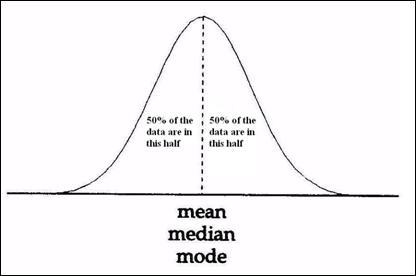 50% of the
data are in
this half
50% of the
data are in
this half
mean
median
mode